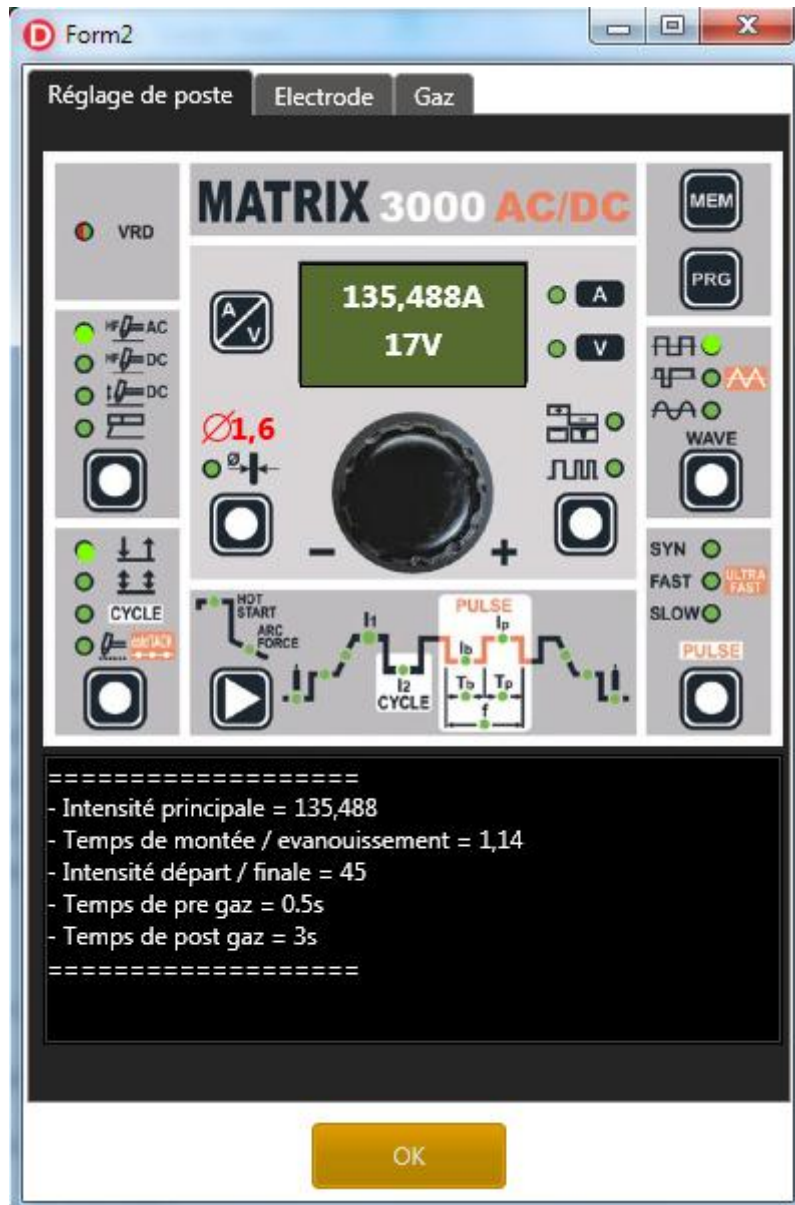 Form2
Réglage de poste Electrode Gaz
VRD
MATRIX 3000 AC/DC
MEM
PRG
A/V
135,488A
17V
A
V
HF AC
HF DC
DC
Ø1,6
Ø
WAVE
- +
CYCLE
SYN
FAST ULTRA FAST
SLOW
PULSE
HOT START
ARC FORCE
I1
I2
CYCLE
PULSE
Ib
Ip
Tb Tp
f
===================
- Intensité principale = 135,488
- Temps de montée / evanouissement = 1,14
- Intensité départ / finale = 45
- Temps de pre gaz = 0.5s
- Temps de post gaz = 3s
===================
OK